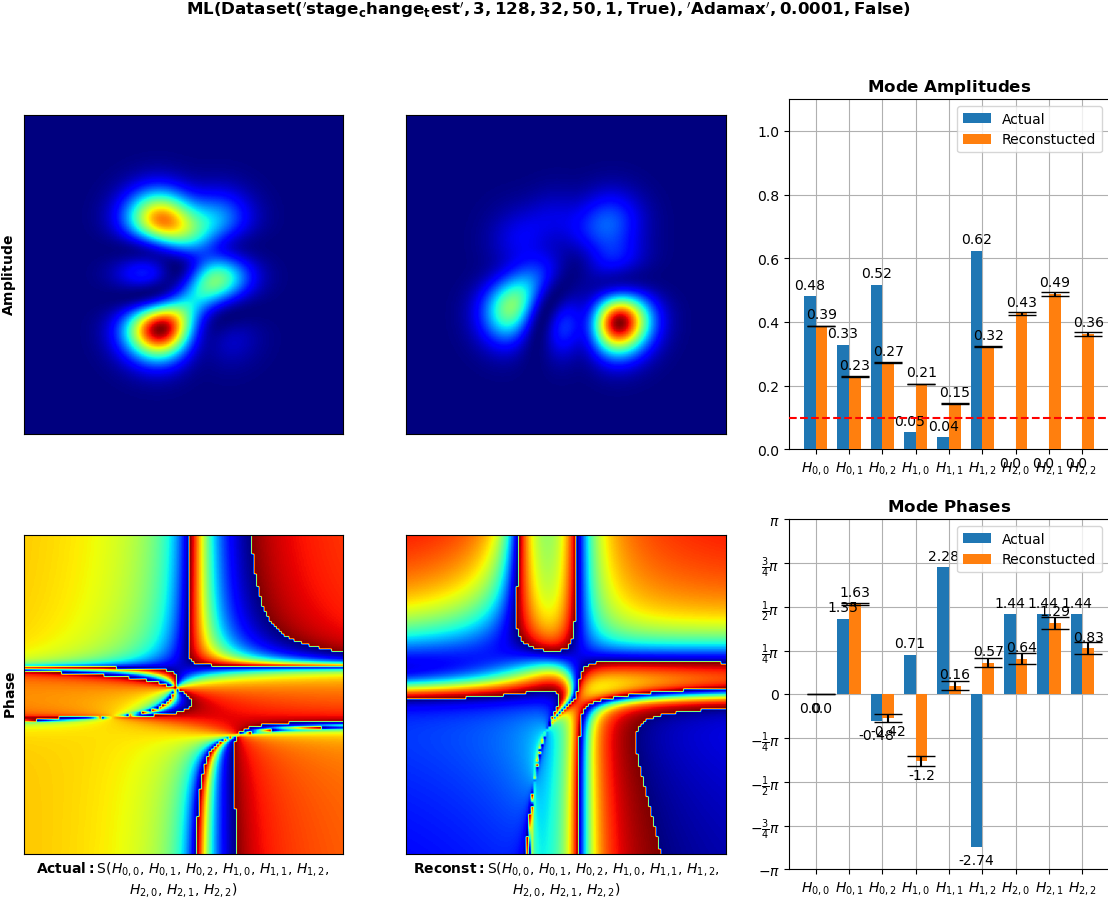 ML(Dataset('stage_change_test', 3, 128, 32, 50, 1, True), 'Adamax', 0.0001, False)
Amplitude
Mode Amplitudes
Actual
Reconstucted
1.0
0.8
0.6
0.4
0.2
0.0
0.48
0.39
0.33
0.23
0.52
0.27
0.05
0.21
0.04
0.15
0.62
0.32
0.0
0.43
0.0
0.49
0.0
0.36
H0,0 H0,1 H0,2 H1,0 H1,1 H1,2 H2,0 H2,1 H2,2
Phase
Actual: S(H0,0, H0,1, H0,2, H1,0, H1,1, H1,2,
H2,0, H2,1, H2,2)
Reconst: S(H0,0, H0,1, H0,2, H1,0, H1,1, H1,2,
H2,0, H2,1, H2,2)
Mode Phases
Actual
Reconstucted
π
3/4π
1/2π
1/4π
0
−1/4π
−1/2π
−3/4π
−π
0.0
0.0
1.35
1.63
-0.48
-0.42
0.71
-1.2
2.28
0.16
-2.74
0.57
1.44
0.64
1.44
1.29
1.44
0.83
H0,0 H0,1 H0,2 H1,0 H1,1 H1,2 H2,0 H2,1 H2,2